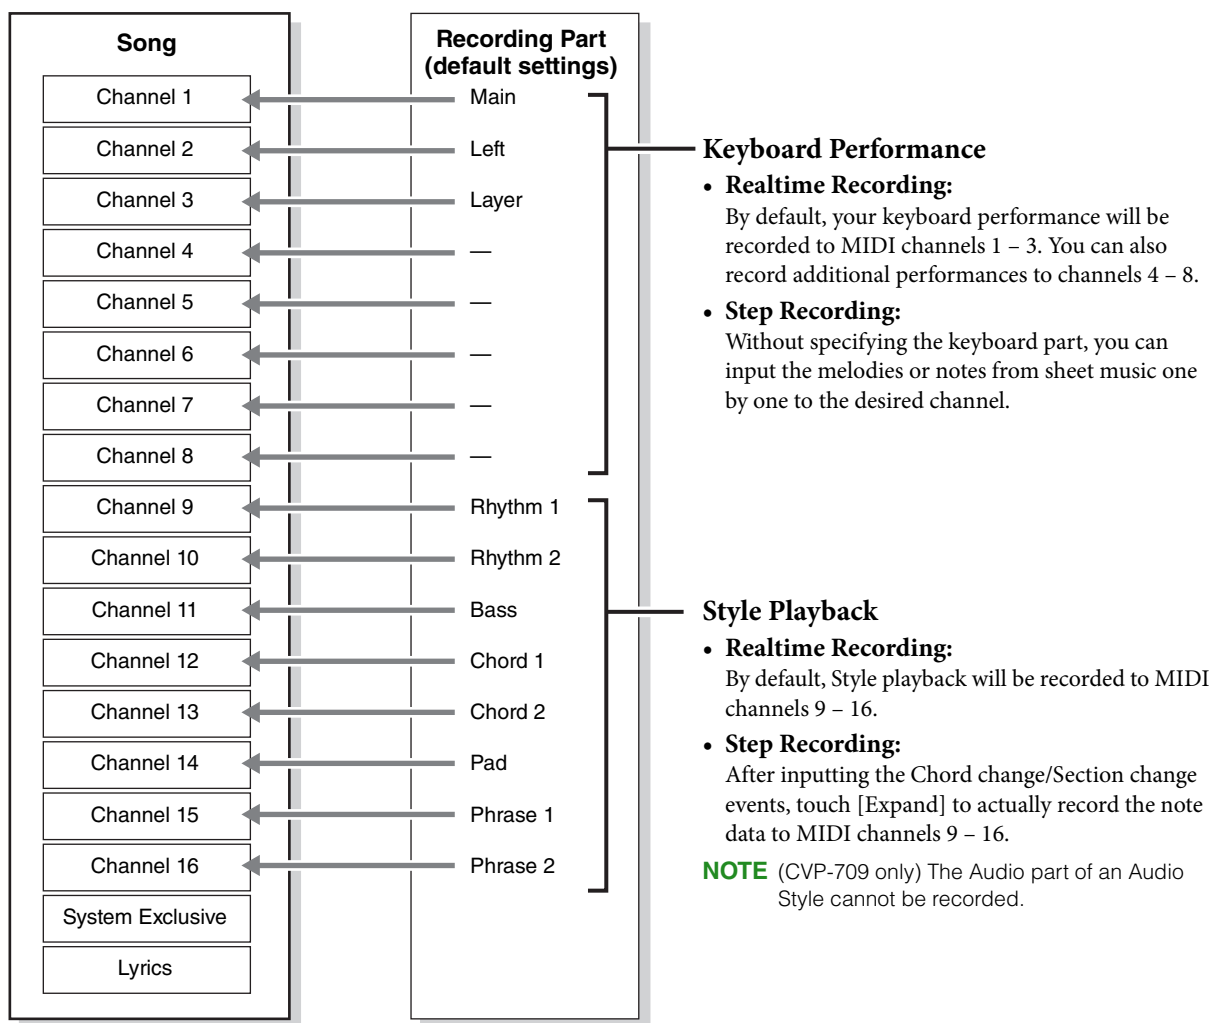 Song
Channel 1
Channel 2
Channel 3
Channel 4
Channel 5
Channel 6
Channel 7
Channel 8
Channel 9
Channel 10
Channel 11
Channel 12
Channel 13
Channel 14
Channel 15
Channel 16
System Exclusive
Lyrics
Recording Part
(default settings)
Main
Left
Layer
—
—
—
—
—
Rhythm 1
Rhythm 2
Bass
Chord 1
Chord 2
Pad
Phrase 1
Phrase 2
Keyboard Performance
• Realtime Recording:
By default, your keyboard performance will be
recorded to MIDI channels 1 – 3. You can also
record additional performances to channels 4 – 8.
• Step Recording:
Without specifying the keyboard part, you can
input the melodies or notes from sheet music one
by one to the desired channel.
Style Playback
• Realtime Recording:
By default, Style playback will be recorded to MIDI
channels 9 – 16.
• Step Recording:
After inputting the Chord change/Section change
events, touch [Expand] to actually record the note
data to MIDI channels 9 – 16.
NOTE (CVP-709 only) The Audio part of an Audio
Style cannot be recorded.